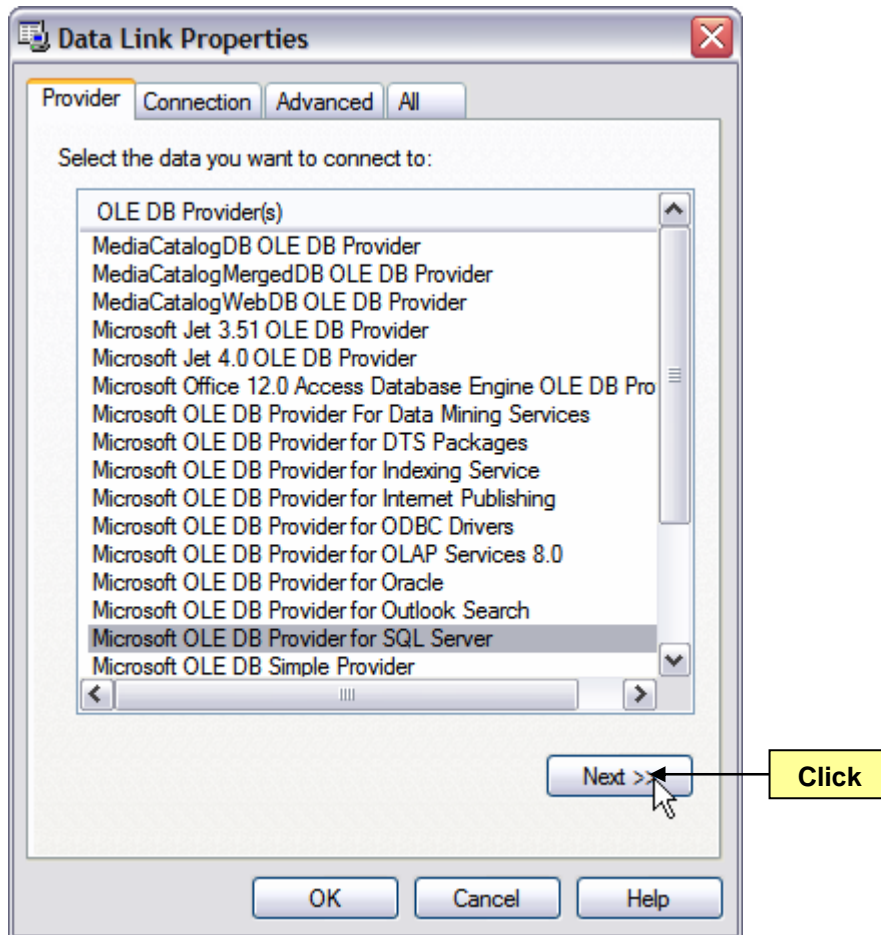 Data Link Properties
Provider Connection Advanced All
Select the data you want to connect to:
OLE DB Provider(s)
MediaCatalogDB OLE DB Provider
MediaCatalogMergedDB OLE DB Provider
MediaCatalogWebDB OLE DB Provider
Microsoft Jet 3.51 OLE DB Provider
Microsoft Jet 4.0 OLE DB Provider
Microsoft Office 12.0 Access Database Engine OLE DB Pro
Microsoft OLE DB Provider For Data Mining Services
Microsoft OLE DB Provider for DTS Packages
Microsoft OLE DB Provider for Indexing Service
Microsoft OLE DB Provider for Internet Publishing
Microsoft OLE DB Provider for ODBC Drivers
Microsoft OLE DB Provider for OLAP Services 8.0
Microsoft OLE DB Provider for Oracle
Microsoft OLE DB Provider for Outlook Search
Microsoft OLE DB Provider for SQL Server
Microsoft OLE DB Simple Provider
Next >> Click
OK Cancel Help